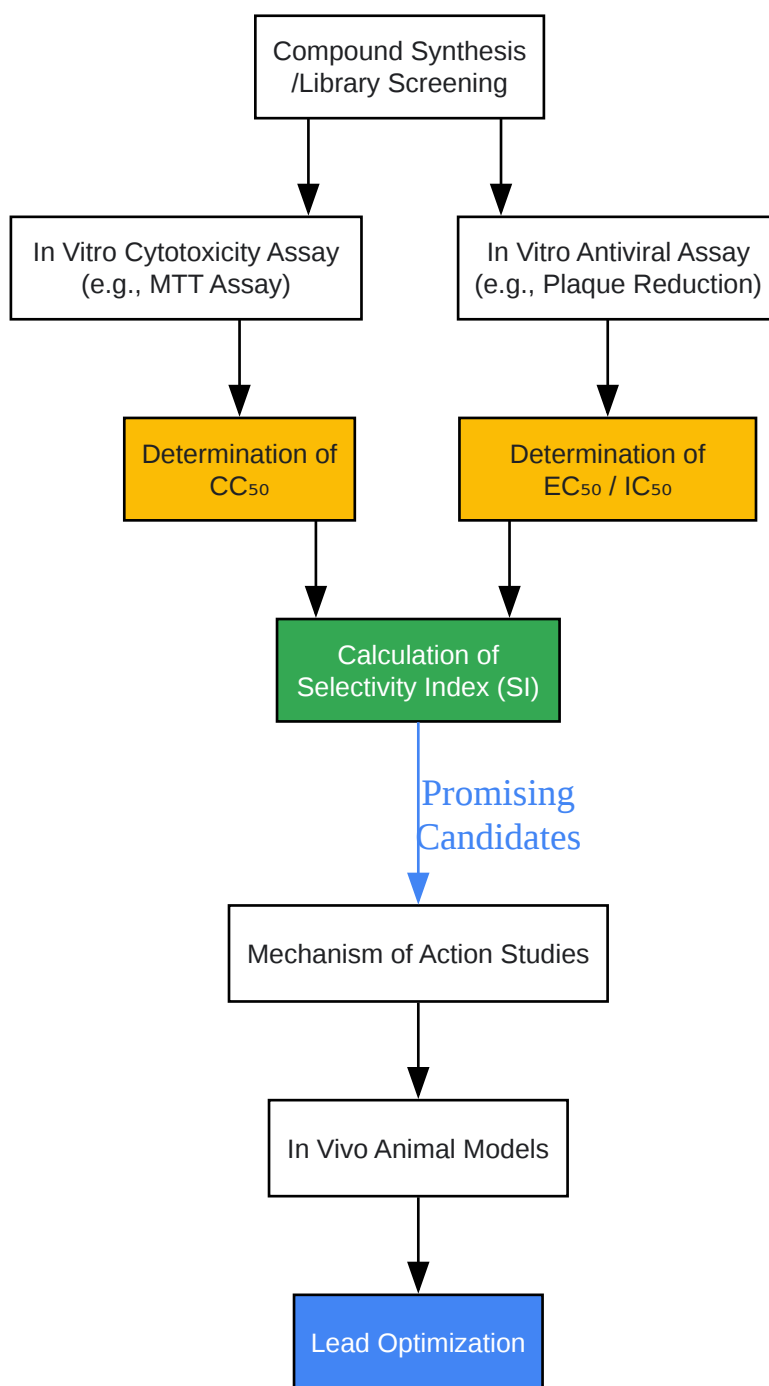 Compound Synthesis
/Library Screening
In Vitro Cytotoxicity Assay
(e.g., MTT Assay)
In Vitro Antiviral Assay
(e.g., Plaque Reduction)
Determination of
CC₅₀
Determination of
EC₅₀ / IC₅₀
Calculation of
Selectivity Index (SI)
Promising
Candidates
Mechanism of Action Studies
In Vivo Animal Models
Lead Optimization